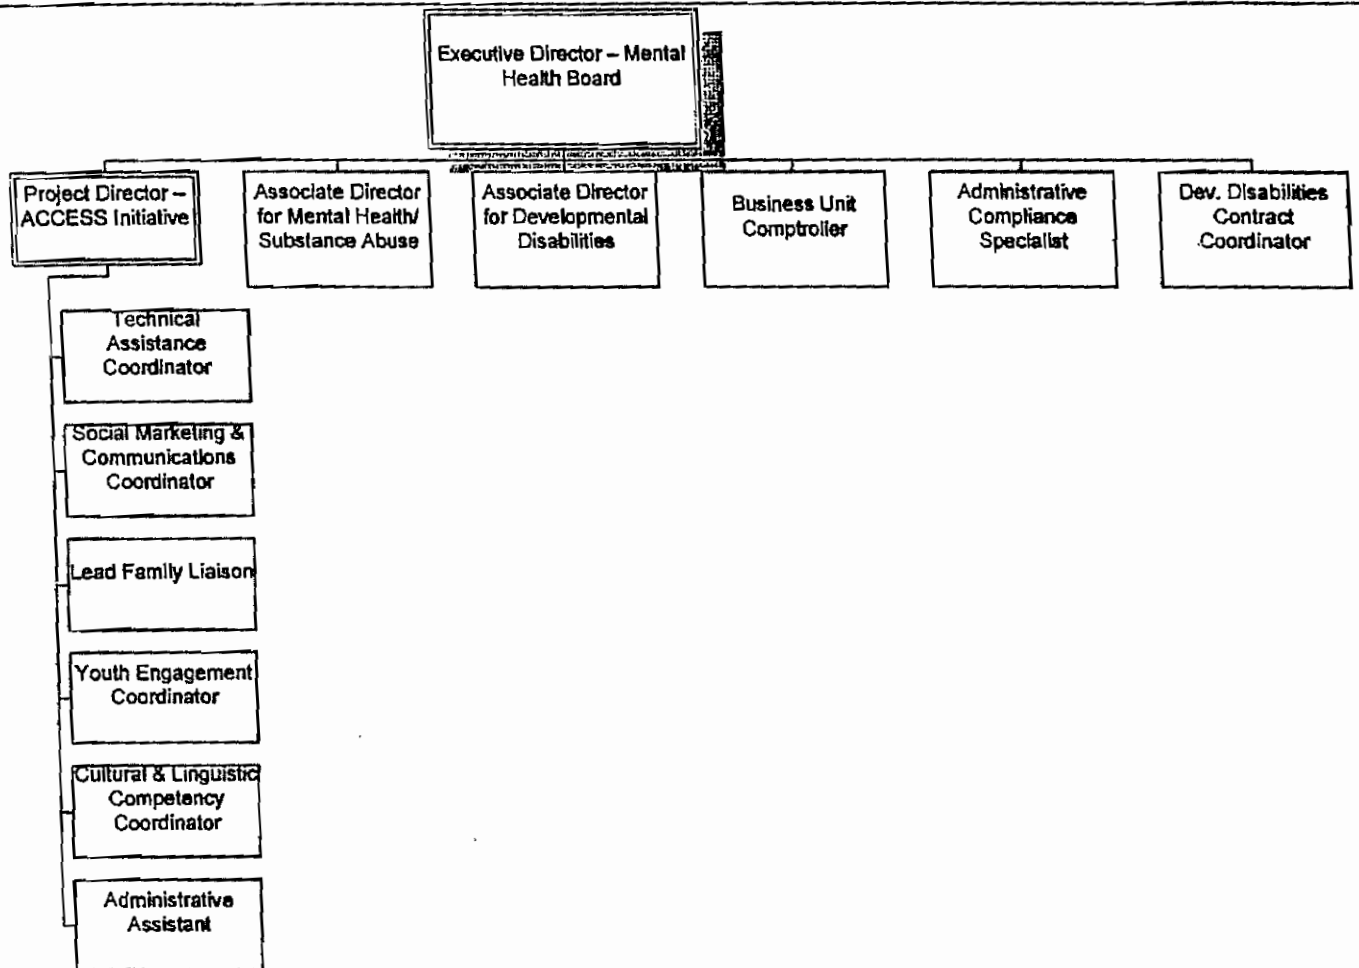 Executive Director – Mental
Health Board
Project Director –
ACCESS Initiative
Associate Director
for Mental Health/
Substance Abuse
Associate Director
for Developmental
Disabilities
Business Unit
Comptroller
Administrative
Compliance
Specialist
Dev. Disabilities
Contract
Coordinator
Technical
Assistance
Coordinator
Social Marketing &
Communications
Coordinator
Lead Family Liaison
Youth Engagement
Coordinator
Cultural & Linguistic
Competency
Coordinator
Administrative
Assistant